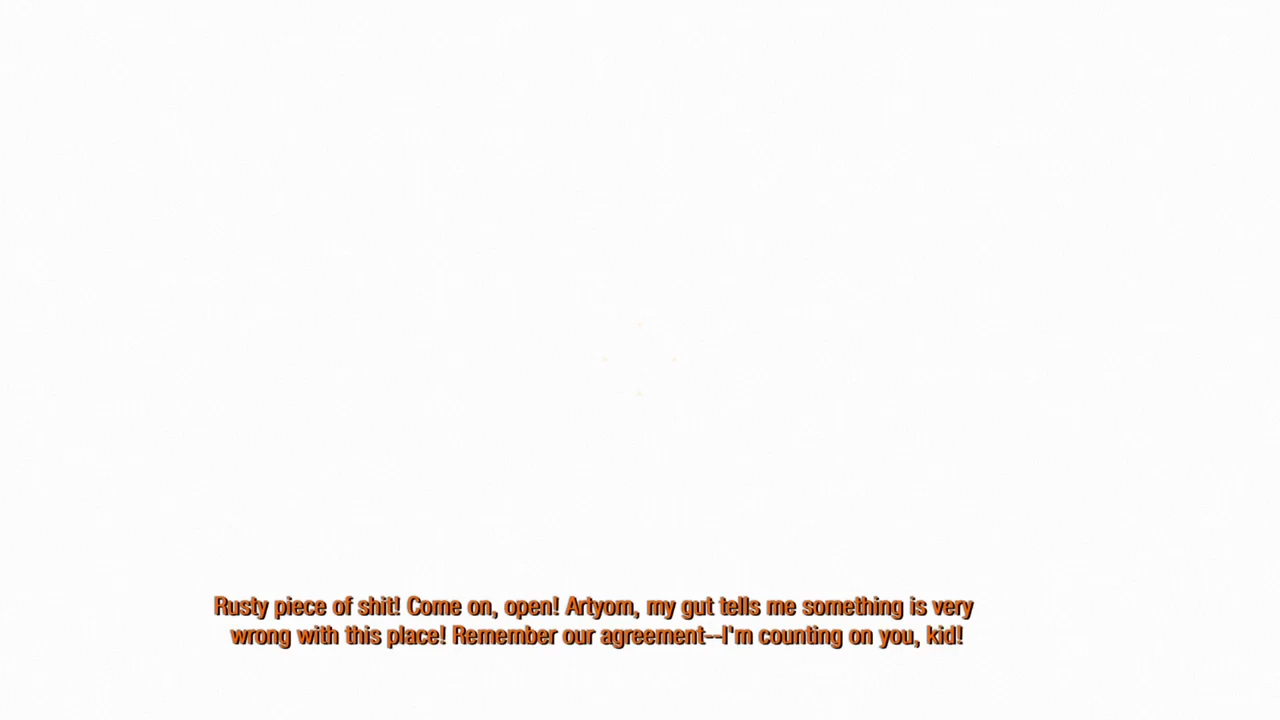 Rusty piece of shit! Come on, open! Artyom, my gut tells me something is very
wrong with this place! Remember our agreement--I'm counting on you, kid!